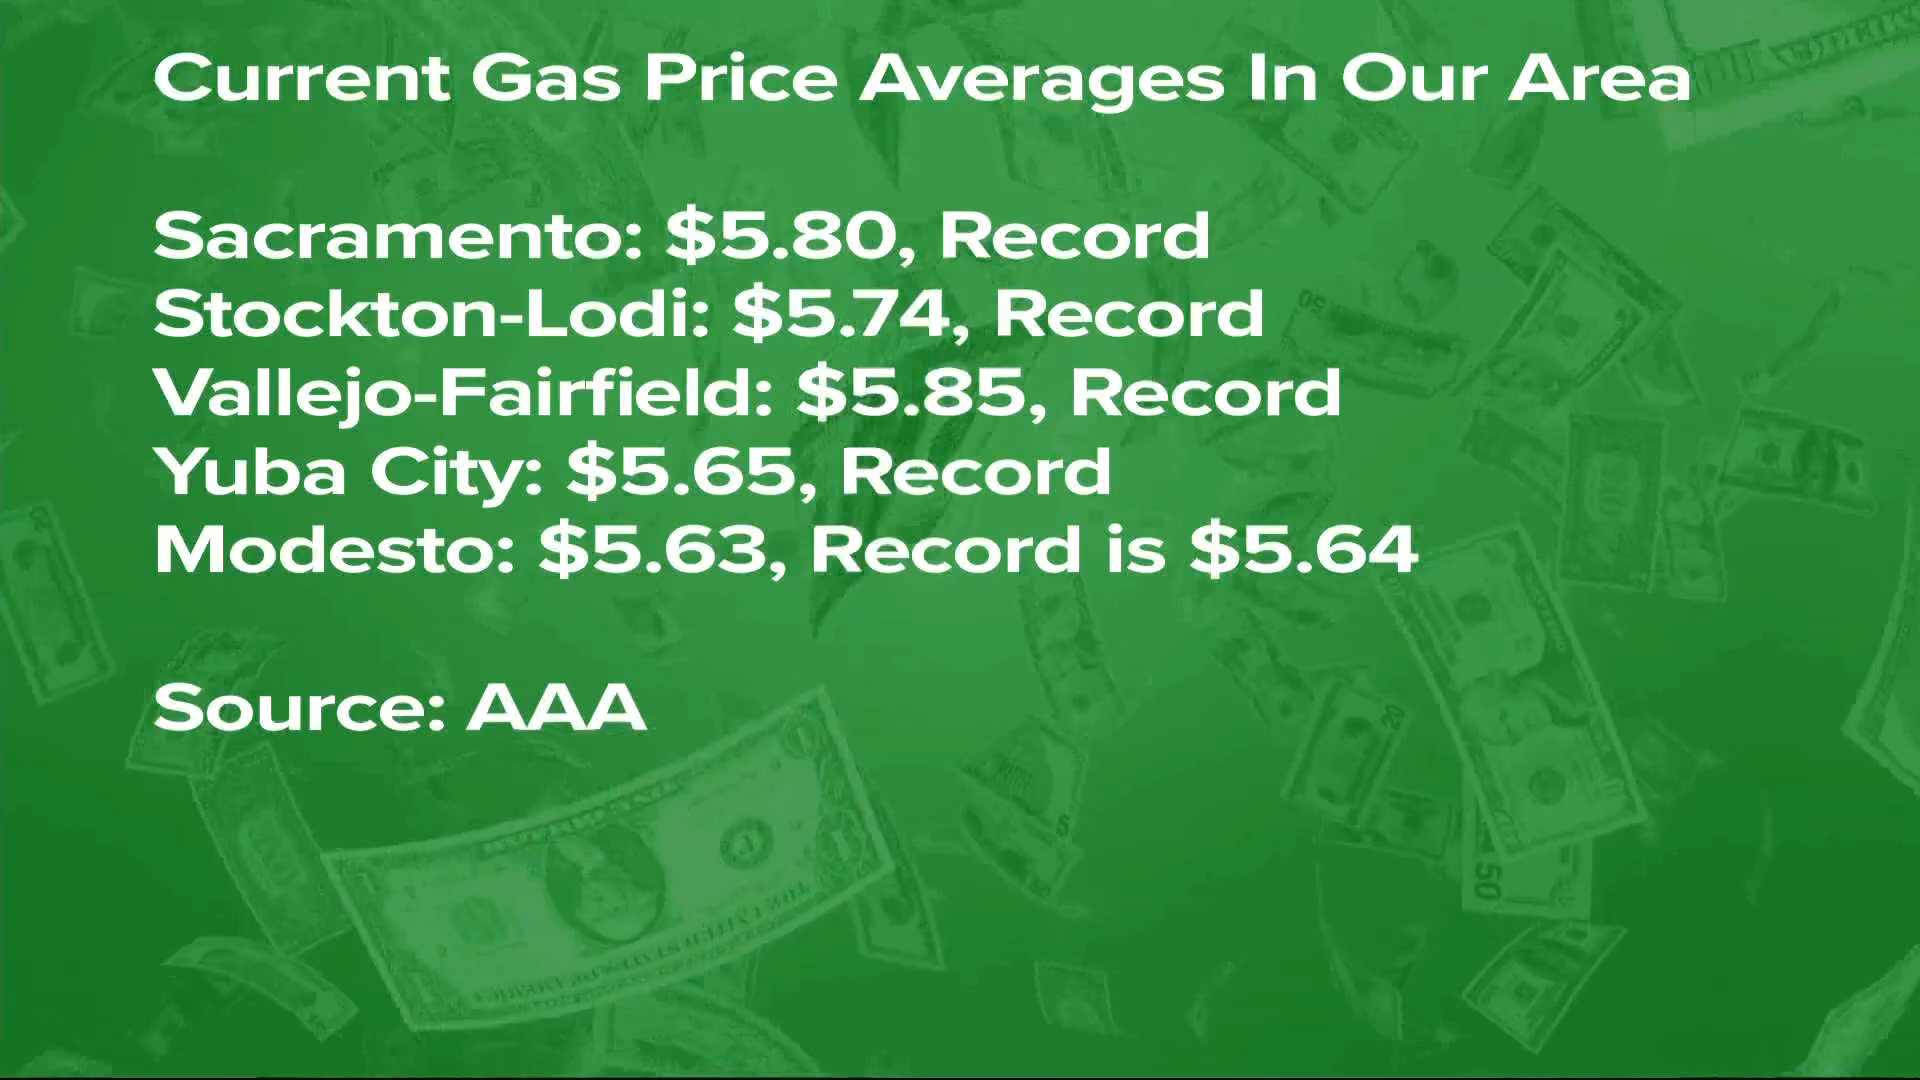 Current Gas Price Averages In Our Area
Sacramento: $5.80, Record
Stockton-Lodi: $5.74, Record
Vallejo-Fairfield: $5.85, Record
Yuba City: $5.65, Record
Modesto: $5.63, Record is $5.64
Source: AAA